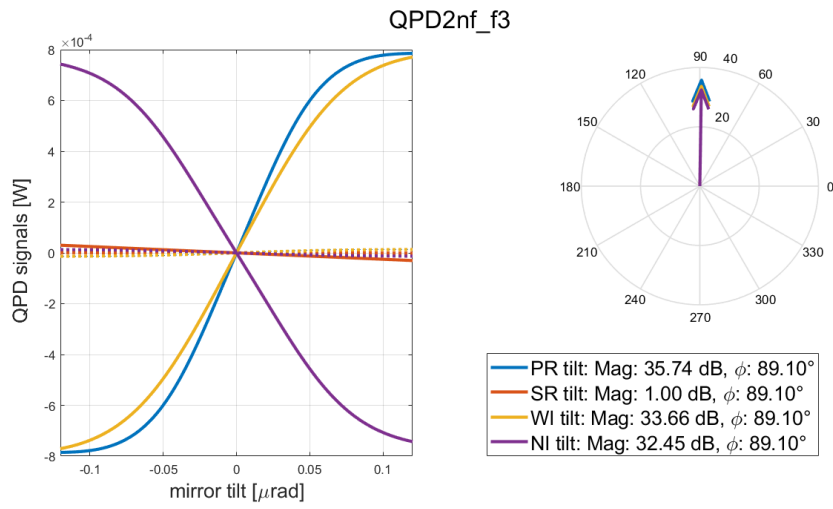 QPD2nf_f3
×10⁻⁴
8
6
4
2
0
-2
-4
-6
-8
QPD signals [W]
-0.1 -0.05 0 0.05 0.1
mirror tilt [μrad]
90 40
120 60
150 20 30
180 0
210 330
240 300
270
PR tilt: Mag: 35.74 dB, ϕ: 89.10°
SR tilt: Mag: 1.00 dB, ϕ: 89.10°
WI tilt: Mag: 33.66 dB, ϕ: 89.10°
NI tilt: Mag: 32.45 dB, ϕ: 89.10°